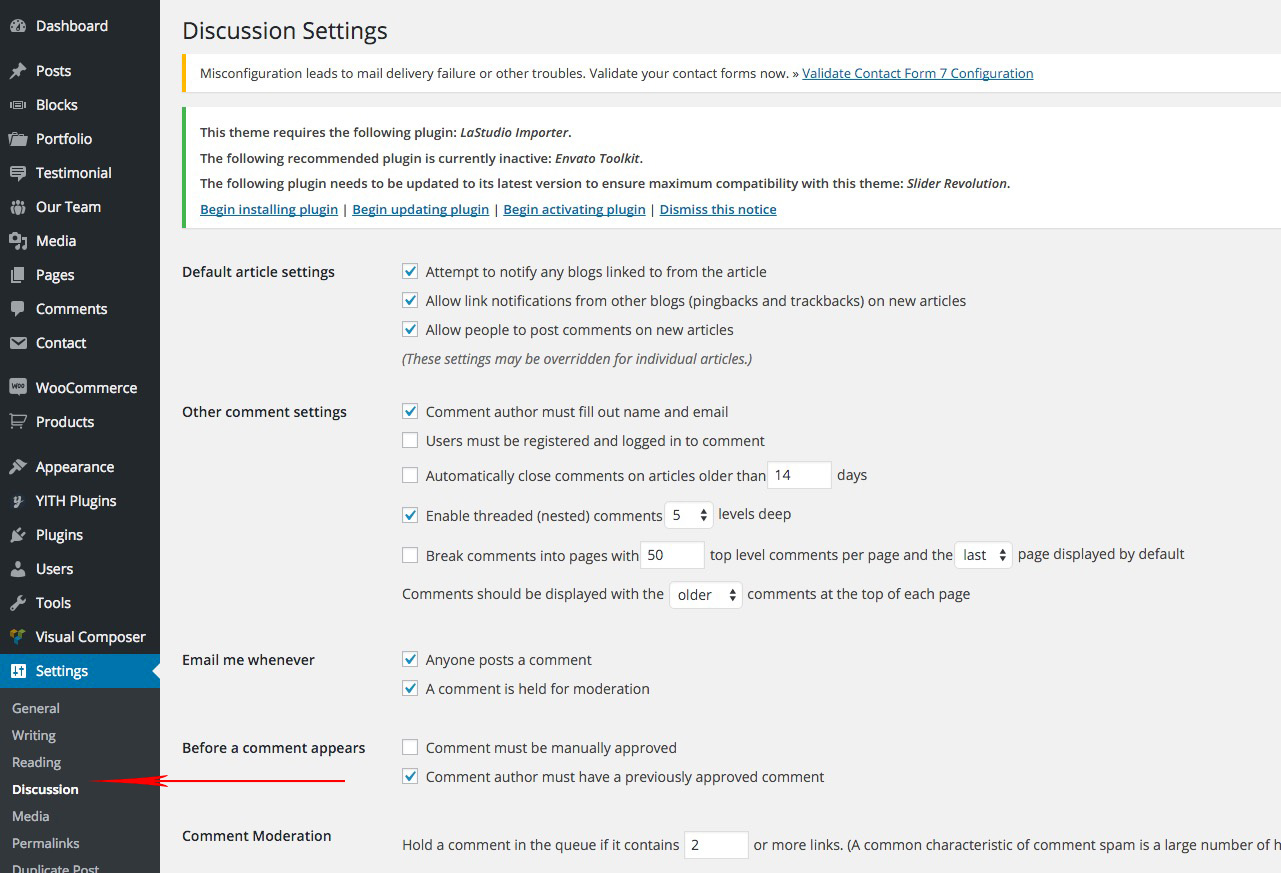 Dashboard
Posts
Blocks
Portfolio
Testimonial
Our Team
Media
Pages
Comments
Contact
WooCommerce
Products
Appearance
YITH Plugins
Plugins
Users
Tools
Visual Composer
Settings
General
Writing
Reading
Discussion
Media
Permalinks
Duplicate Post
Discussion Settings
Misconfiguration leads to mail delivery failure or other troubles. Validate your contact forms now. » Validate Contact Form 7 Configuration
This theme requires the following plugin: LaStudio Importer.
The following recommended plugin is currently inactive: Envato Toolkit.
The following plugin needs to be updated to its latest version to ensure maximum compatibility with this theme: Slider Revolution.
Begin installing plugin | Begin updating plugin | Begin activating plugin | Dismiss this notice
Default article settings
Attempt to notify any blogs linked to from the article
Allow link notifications from other blogs (pingbacks and trackbacks) on new articles
Allow people to post comments on new articles
(These settings may be overridden for individual articles.)
Other comment settings
Comment author must fill out name and email
Users must be registered and logged in to comment
Automatically close comments on articles older than 14 days
Enable threaded (nested) comments 5 levels deep
Break comments into pages with 50 top level comments per page and the last page displayed by default
Comments should be displayed with the older comments at the top of each page
Email me whenever
Anyone posts a comment
A comment is held for moderation
Before a comment appears
Comment must be manually approved
Comment author must have a previously approved comment
Comment Moderation
Hold a comment in the queue if it contains 2 or more links. (A common characteristic of comment spam is a large number of h